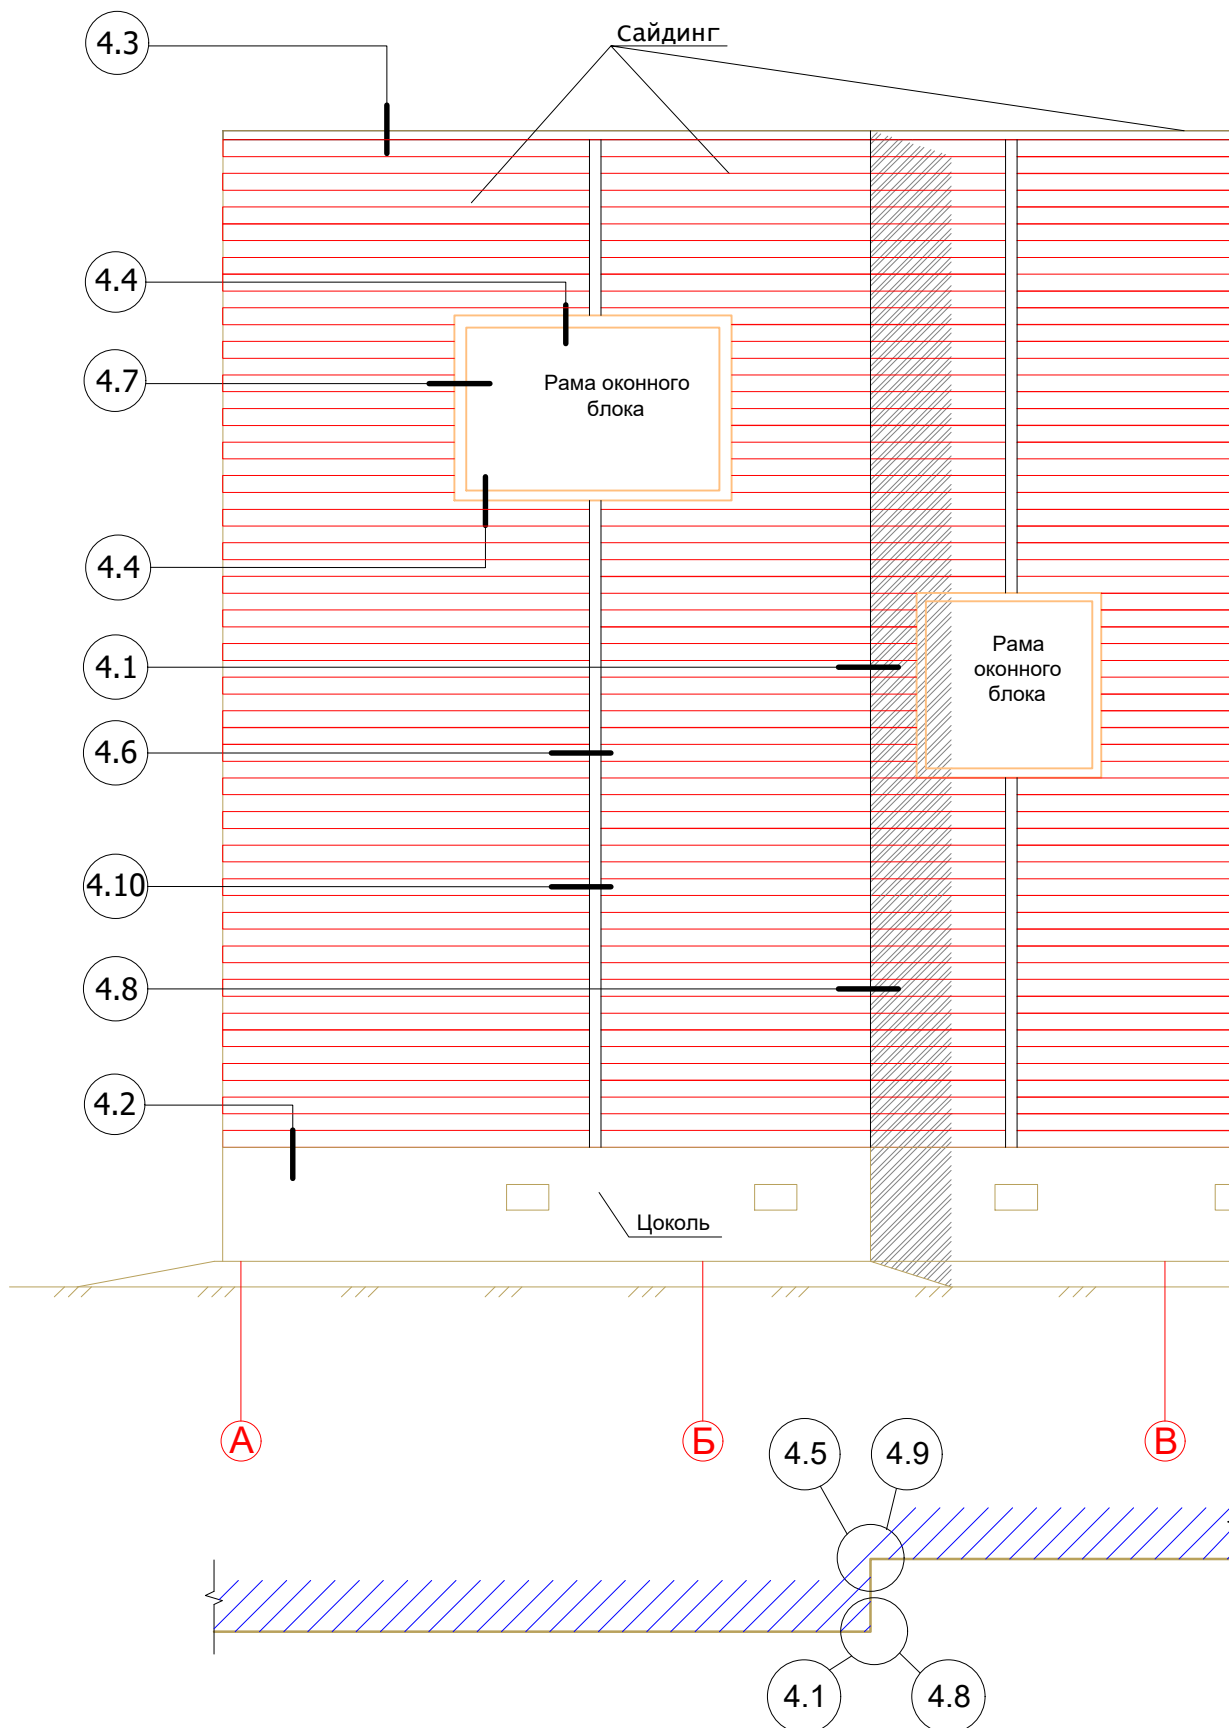 4.3
Сайдинг
4.4
4.7
Рама оконного
блока
4.4
4.1
Рама
оконного
блока
4.6
4.10
4.8
4.2
Цоколь
А
Б
В
4.5
4.9
4.1
4.8